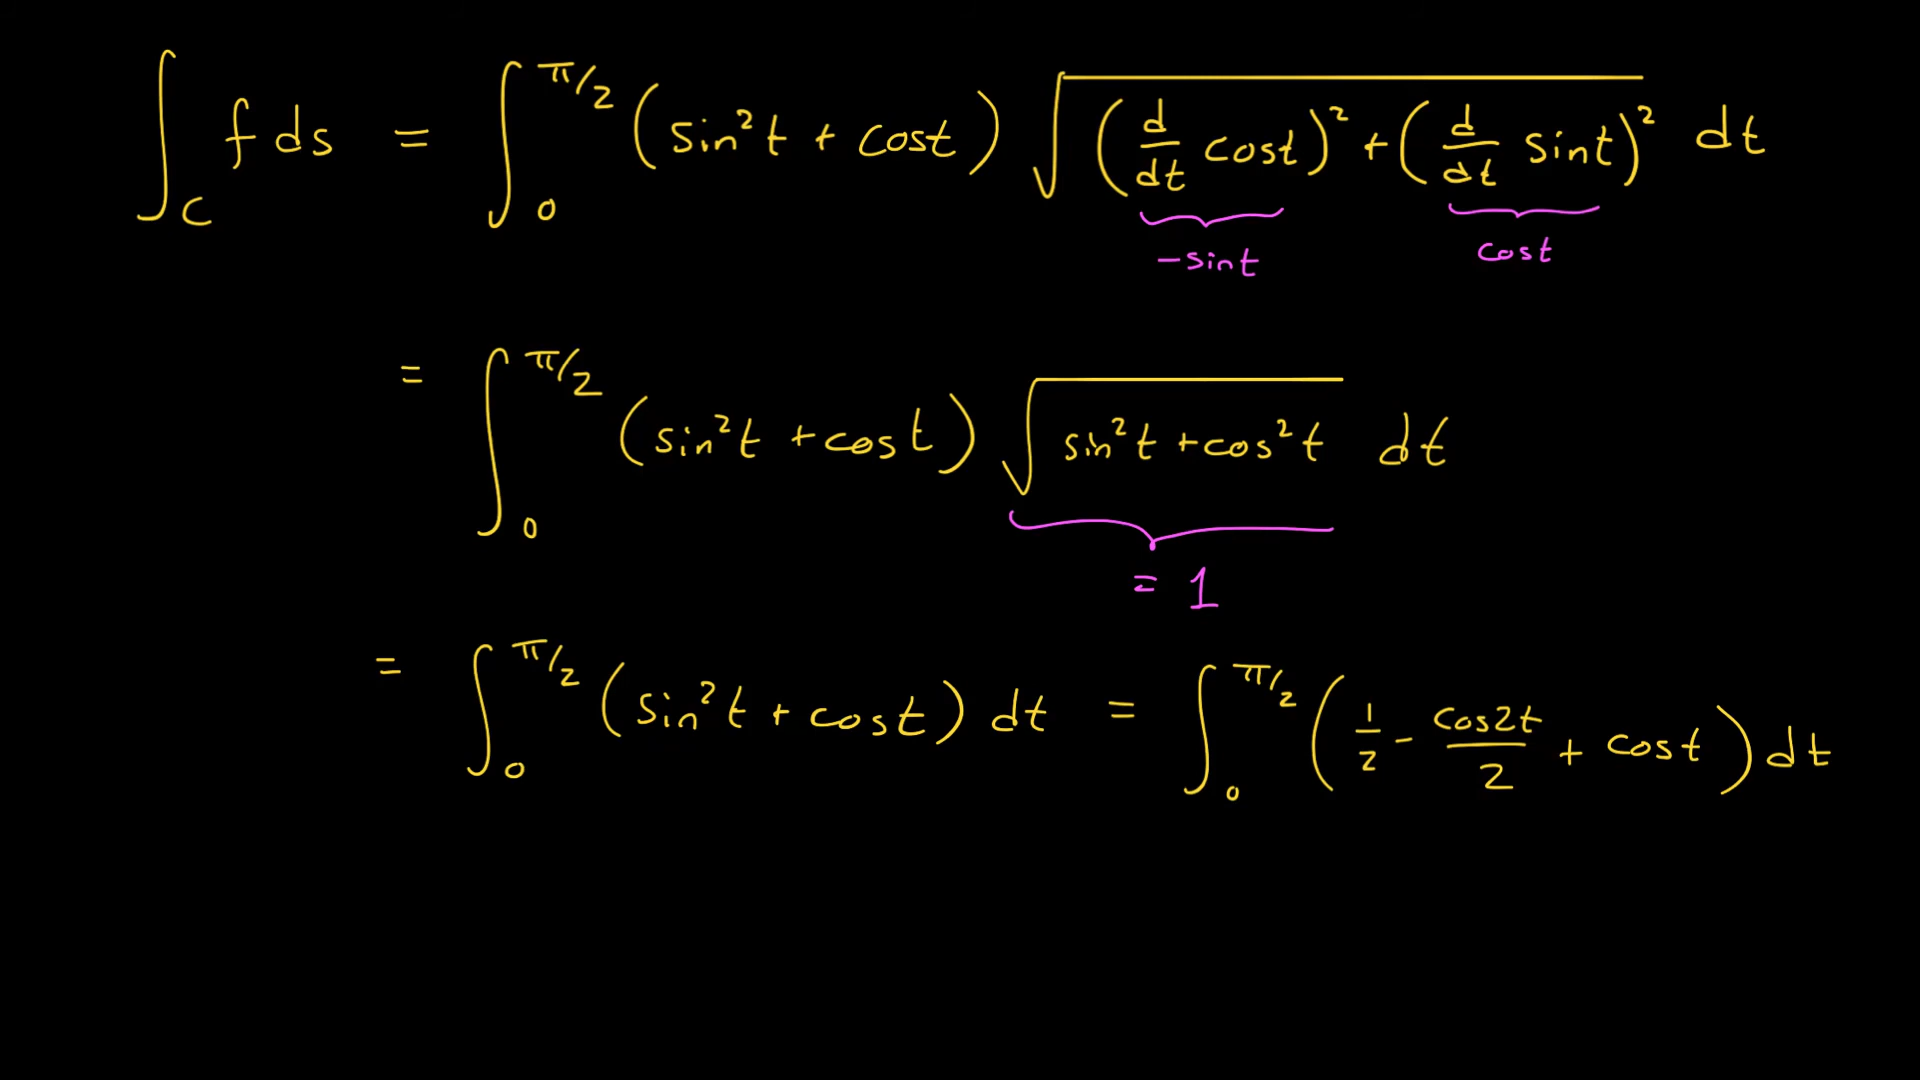 ∫_C f ds = ∫_0^{π/2} (sin²t + cost) √((d/dt cost)² + (d/dt sint)²) dt
-sint cost
= ∫_0^{π/2} (sin²t + cost) √(sin²t + cos²t) dt
= 1
= ∫_0^{π/2} (sin²t + cost) dt = ∫_0^{π/2} (1/2 - cos2t/2 + cost) dt